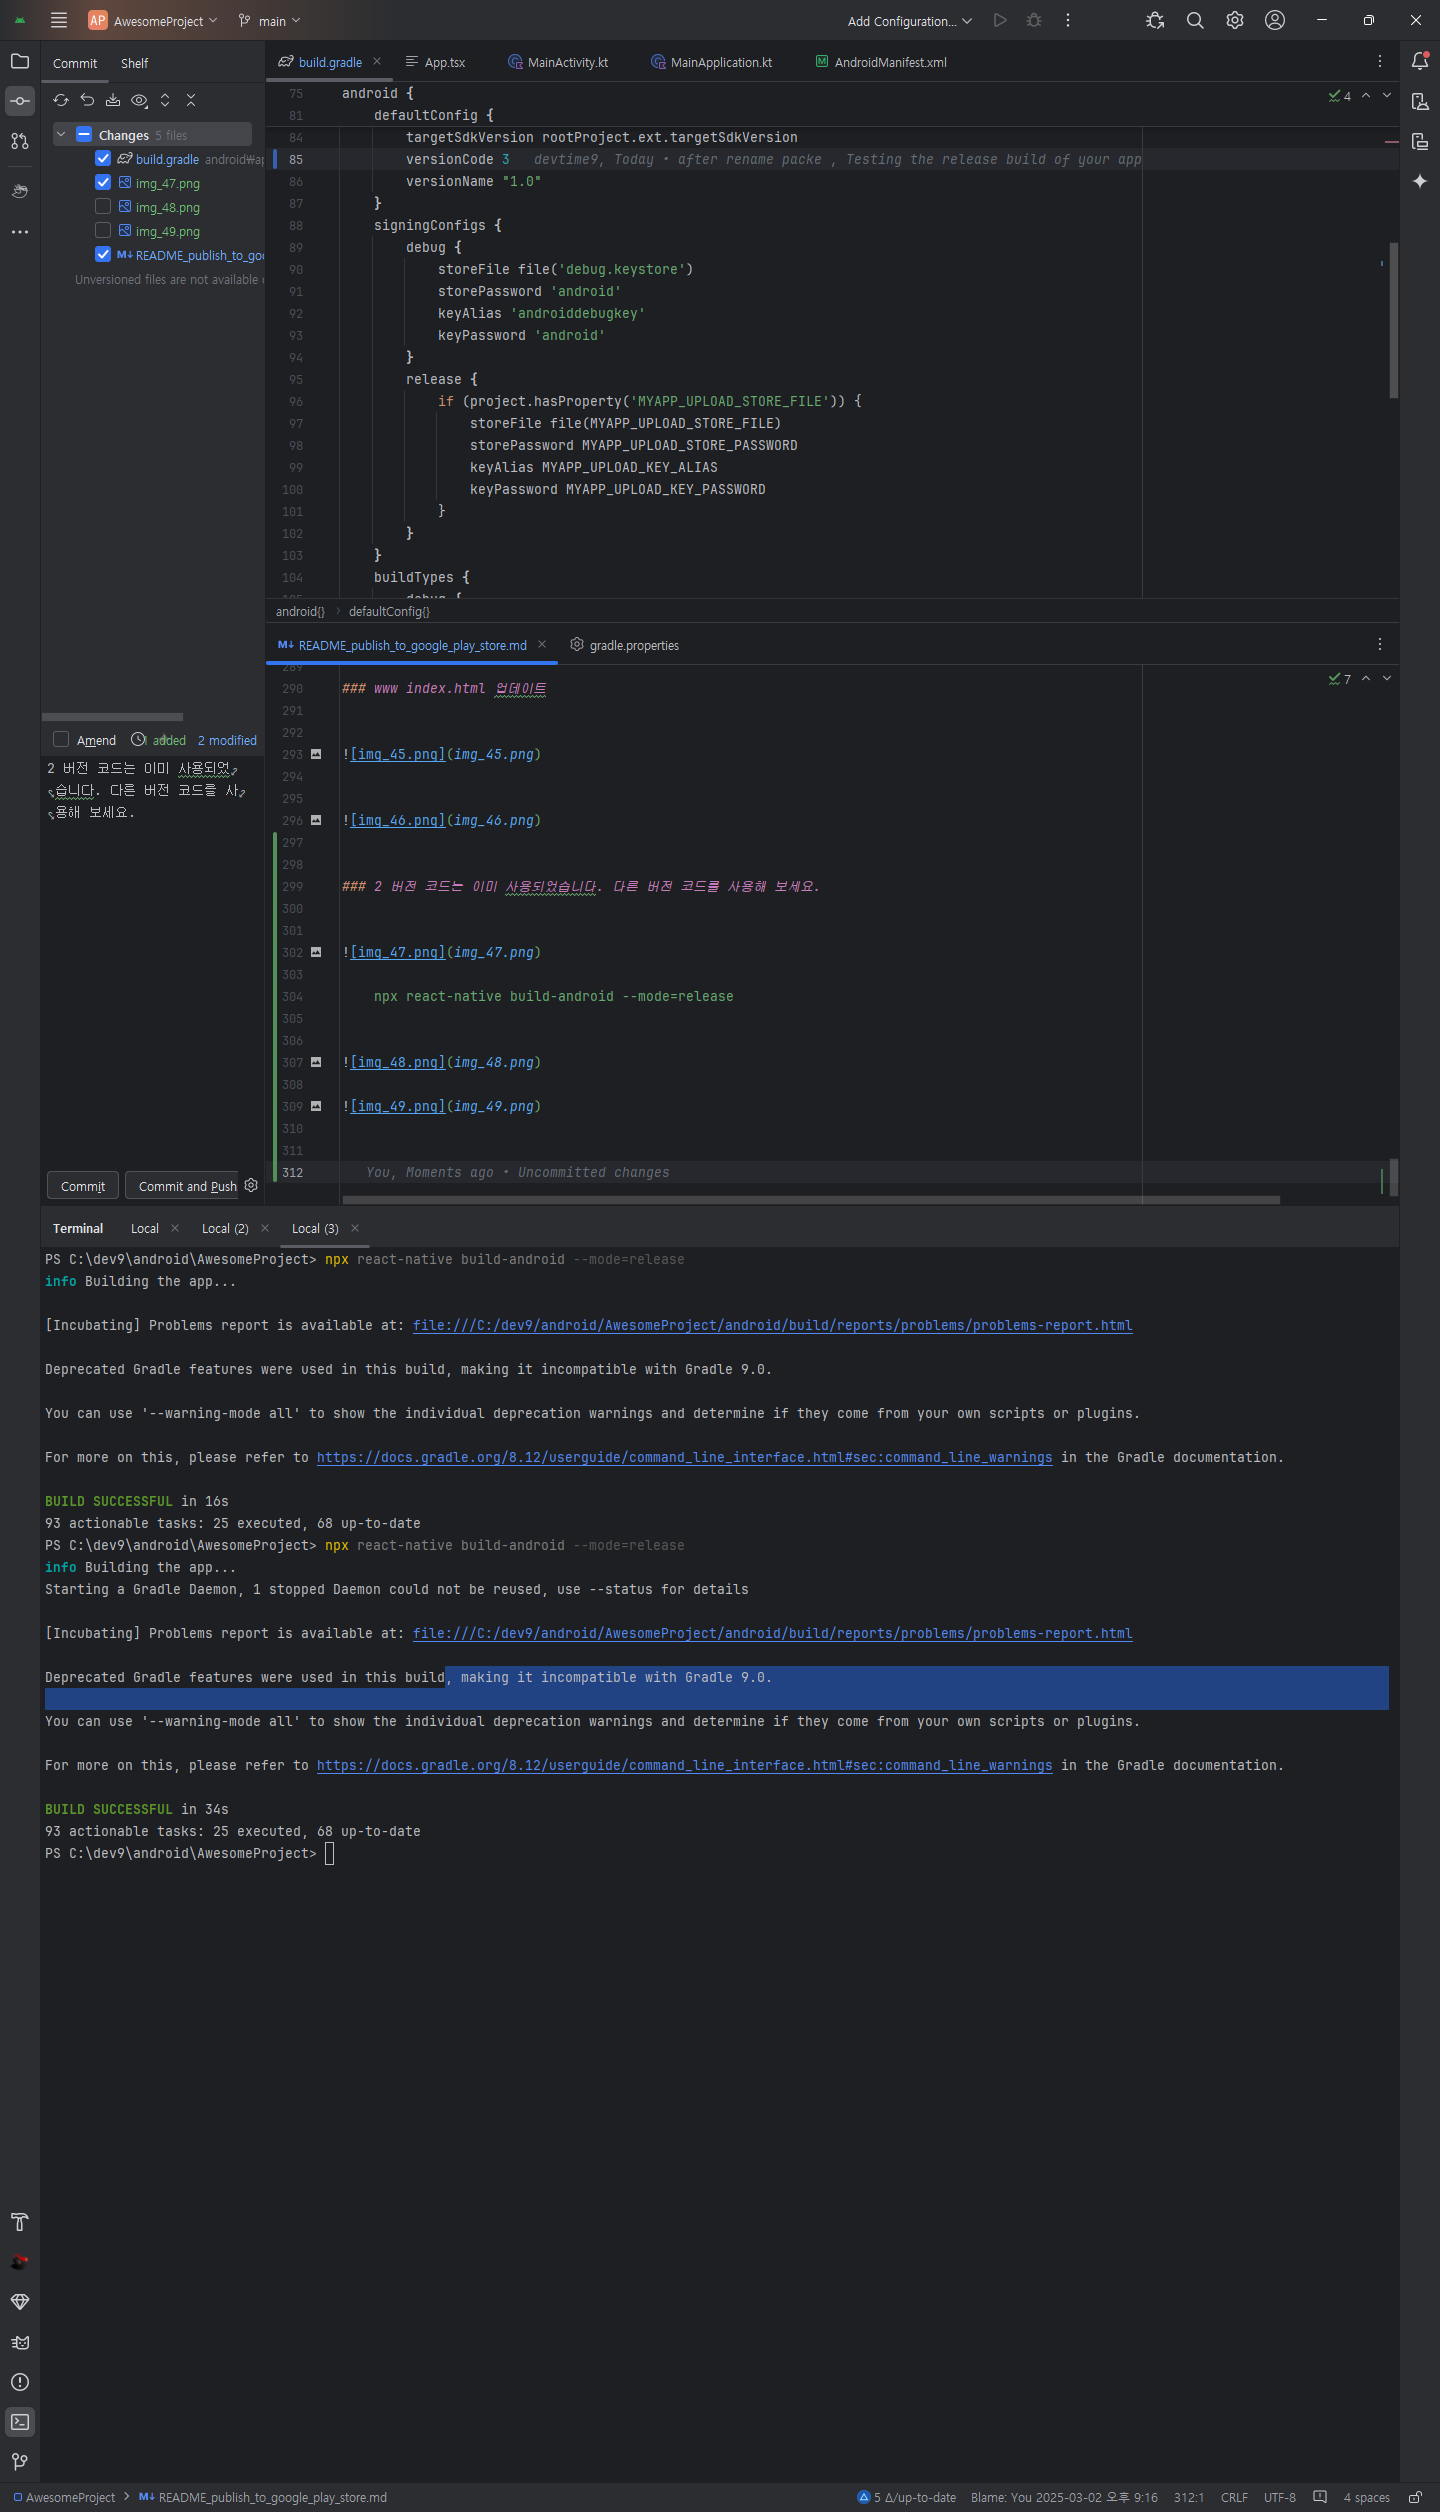 AP AwesomeProject main Add Configuration...
Commit Shelf
Changes 5 files
build.gradle android\ap
img_47.png
img_48.png
img_49.png
M↓ README_publish_to_goo
Unversioned files are not available
Amend added 2 modified
2 버전 코드는 이미 사용되었
습니다. 다른 버전 코드를 사
용해 보세요.
Commit Commit and Push
build.gradle App.tsx MainActivity.kt MainApplication.kt AndroidManifest.xml
4
75 android {
81 defaultConfig {
84 targetSdkVersion rootProject.ext.targetSdkVersion
85 versionCode 3 devtime9, Today • after rename packe , Testing the release build of your app
86 versionName "1.0"
87 }
88 signingConfigs {
89 debug {
90 storeFile file('debug.keystore')
91 storePassword 'android'
92 keyAlias 'androiddebugkey'
93 keyPassword 'android'
94 }
95 release {
96 if (project.hasProperty('MYAPP_UPLOAD_STORE_FILE')) {
97 storeFile file(MYAPP_UPLOAD_STORE_FILE)
98 storePassword MYAPP_UPLOAD_STORE_PASSWORD
99 keyAlias MYAPP_UPLOAD_KEY_ALIAS
100 keyPassword MYAPP_UPLOAD_KEY_PASSWORD
101 }
102 }
103 }
104 buildTypes {
105 debug {
android{} › defaultConfig{}
M↓ README_publish_to_google_play_store.md gradle.properties
7
289
290 ### www index.html 업데이트
291
292
293 ![img_45.png](img_45.png)
294
295
296 ![img_46.png](img_46.png)
297
298
299 ### 2 버전 코드는 이미 사용되었습니다. 다른 버전 코드를 사용해 보세요.
300
301
302 ![img_47.png](img_47.png)
303
304 npx react-native build-android --mode=release
305
306
307 ![img_48.png](img_48.png)
308
309 ![img_49.png](img_49.png)
310
311
312 You, Moments ago • Uncommitted changes
Terminal Local Local (2) Local (3)
PS C:\dev9\android\AwesomeProject> npx react-native build-android --mode=release
info Building the app...
[Incubating] Problems report is available at: file:///C:/dev9/android/AwesomeProject/android/build/reports/problems/problems-report.html
Deprecated Gradle features were used in this build, making it incompatible with Gradle 9.0.
You can use '--warning-mode all' to show the individual deprecation warnings and determine if they come from your own scripts or plugins.
For more on this, please refer to https://docs.gradle.org/8.12/userguide/command_line_interface.html#sec:command_line_warnings in the Gradle documentation.
BUILD SUCCESSFUL in 16s
93 actionable tasks: 25 executed, 68 up-to-date
PS C:\dev9\android\AwesomeProject> npx react-native build-android --mode=release
info Building the app...
Starting a Gradle Daemon, 1 stopped Daemon could not be reused, use --status for details
[Incubating] Problems report is available at: file:///C:/dev9/android/AwesomeProject/android/build/reports/problems/problems-report.html
Deprecated Gradle features were used in this build, making it incompatible with Gradle 9.0.
You can use '--warning-mode all' to show the individual deprecation warnings and determine if they come from your own scripts or plugins.
For more on this, please refer to https://docs.gradle.org/8.12/userguide/command_line_interface.html#sec:command_line_warnings in the Gradle documentation.
BUILD SUCCESSFUL in 34s
93 actionable tasks: 25 executed, 68 up-to-date
PS C:\dev9\android\AwesomeProject>
AwesomeProject › M↓ README_publish_to_google_play_store.md 5 Δ/up-to-date Blame: You 2025-03-02 오후 9:16 312:1 CRLF UTF-8 4 spaces